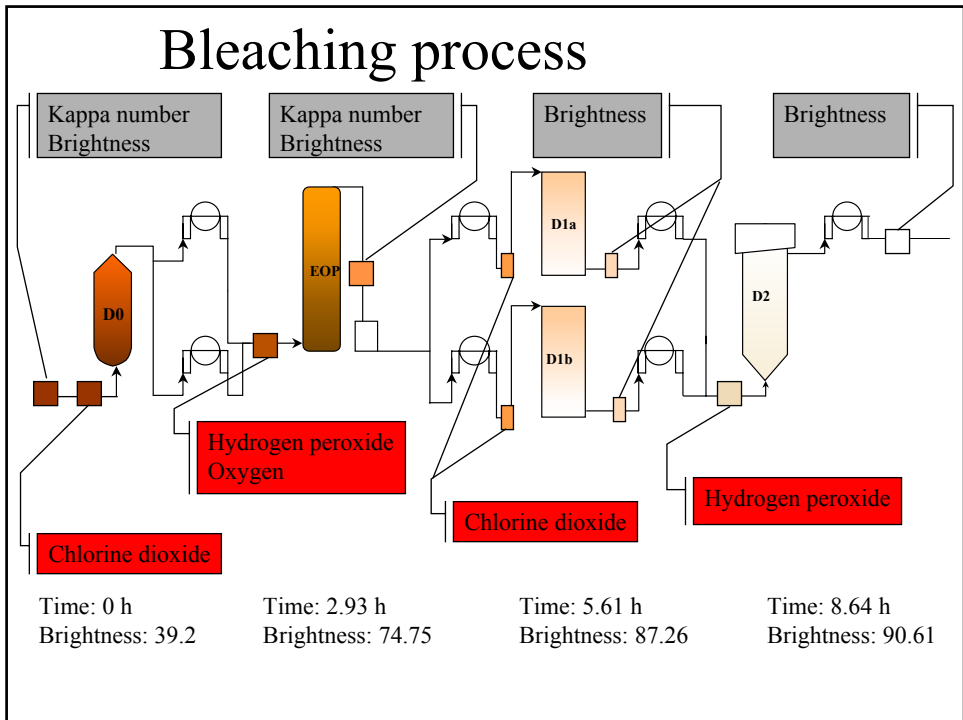 Bleaching process
Kappa number
Brightness
Kappa number
Brightness
Brightness
Brightness
D0
EOP
D1a
D1b
D2
Hydrogen peroxide
Oxygen
Hydrogen peroxide
Chlorine dioxide
Chlorine dioxide
Time: 0 h
Brightness: 39.2
Time: 2.93 h
Brightness: 74.75
Time: 5.61 h
Brightness: 87.26
Time: 8.64 h
Brightness: 90.61